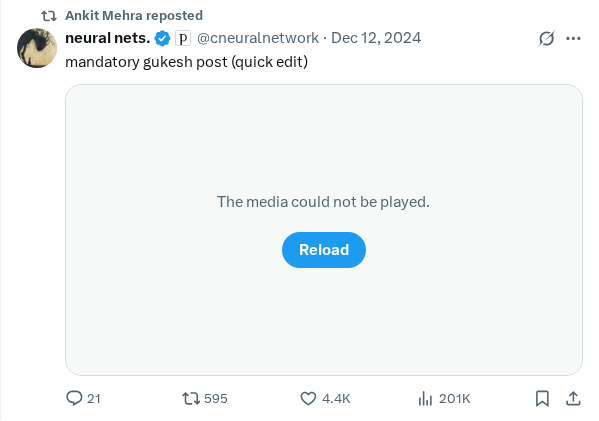 Ankit Mehra reposted
neural nets. p @cneuralnetwork · Dec 12, 2024
mandatory gukesh post (quick edit)
The media could not be played.
Reload
21 595 4.4K 201K